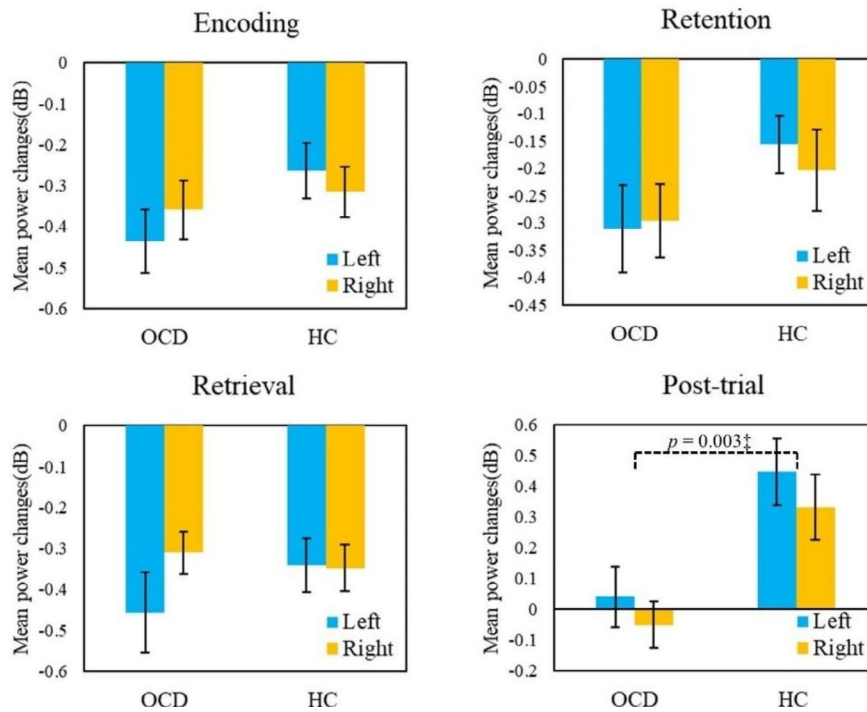 Encoding
Mean power changes(dB)
0
-0.1
-0.2
-0.3
-0.4
-0.5
-0.6
Left
Right
OCD
HC
Retention
Mean power changes(dB)
0
-0.05
-0.1
-0.15
-0.2
-0.25
-0.3
-0.35
-0.4
-0.45
Left
Right
OCD
HC
Retrieval
Mean power changes(dB)
0
-0.1
-0.2
-0.3
-0.4
-0.5
-0.6
Left
Right
OCD
HC
Post-trial
Mean power changes(dB)
0.6
0.5
0.4
0.3
0.2
0.1
0
-0.1
-0.2
p = 0.003‡
Left
Right
OCD
HC